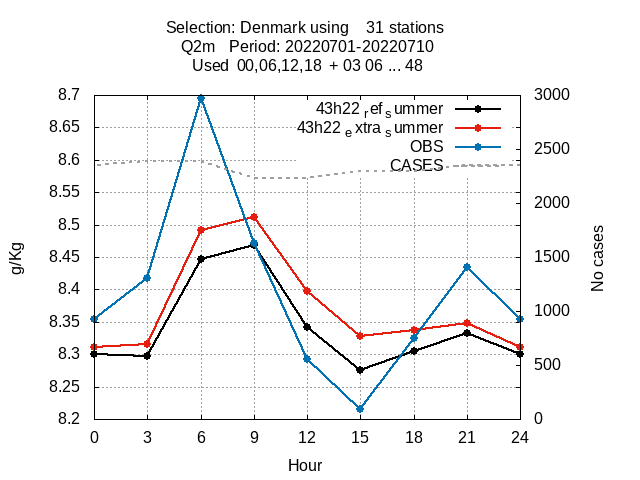 Selection: Denmark using    31 stations
Q2m   Period: 20220701-20220710
Used  00,06,12,18  + 03 06 ... 48
8.7
8.65
8.6
8.55
8.5
8.45
8.4
8.35
8.3
8.25
8.2
g/Kg
43h22 ref summer
43h22 extra summer
OBS
CASES
3000
2500
2000
1500
1000
500
0
No cases
0 3 6 9 12 15 18 21 24
Hour